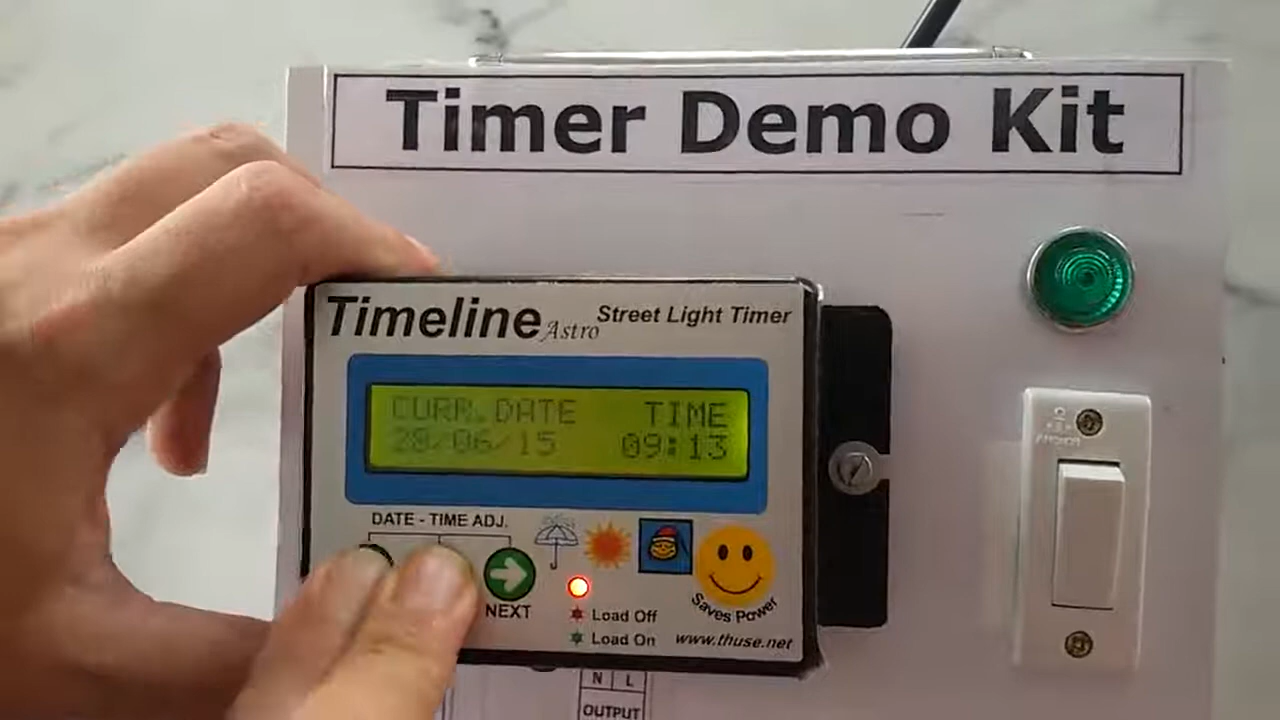 Timer Demo Kit
Timeline Astro Street Light Timer
CURR.DATE TIME
28/06/15 09:13
DATE - TIME ADJ.
NEXT
Load Off
Load On
Saves Power
www.thuse.net
N L
OUTPUT
ANCHOR